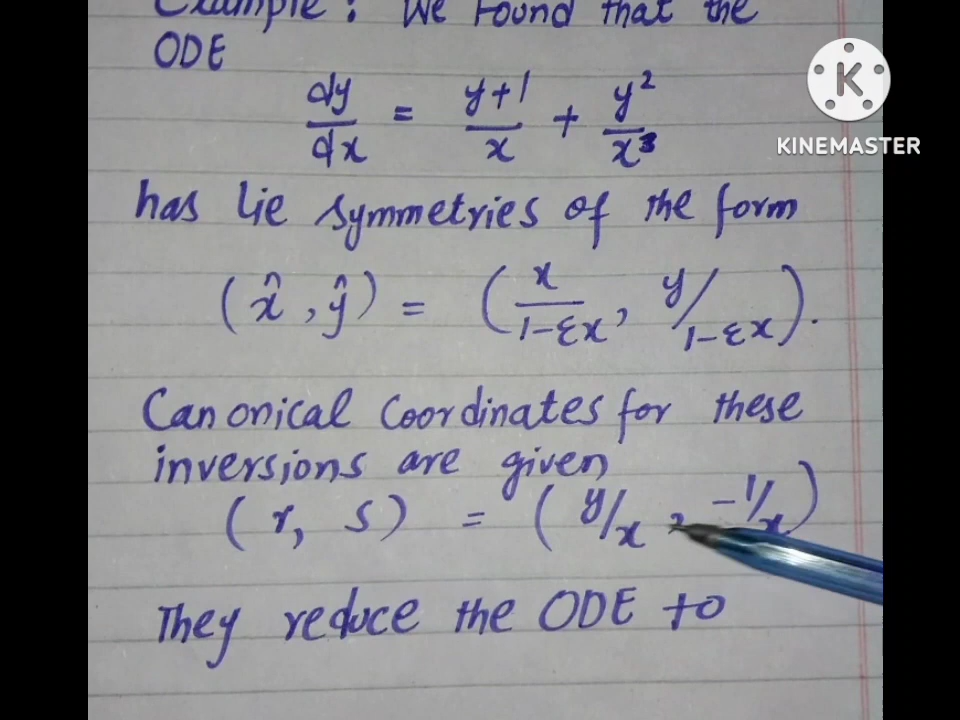 Example: We found that the
ODE
dy/dx = y+1/x + y²/x³
has lie symmetries of the form
(x̂, ŷ) = (x/1-εx, y/1-εx).
Canonical Coordinates for these
inversions are given
(r, s) = (y/x, -1/x)
They reduce the ODE to
K
KINEMASTER